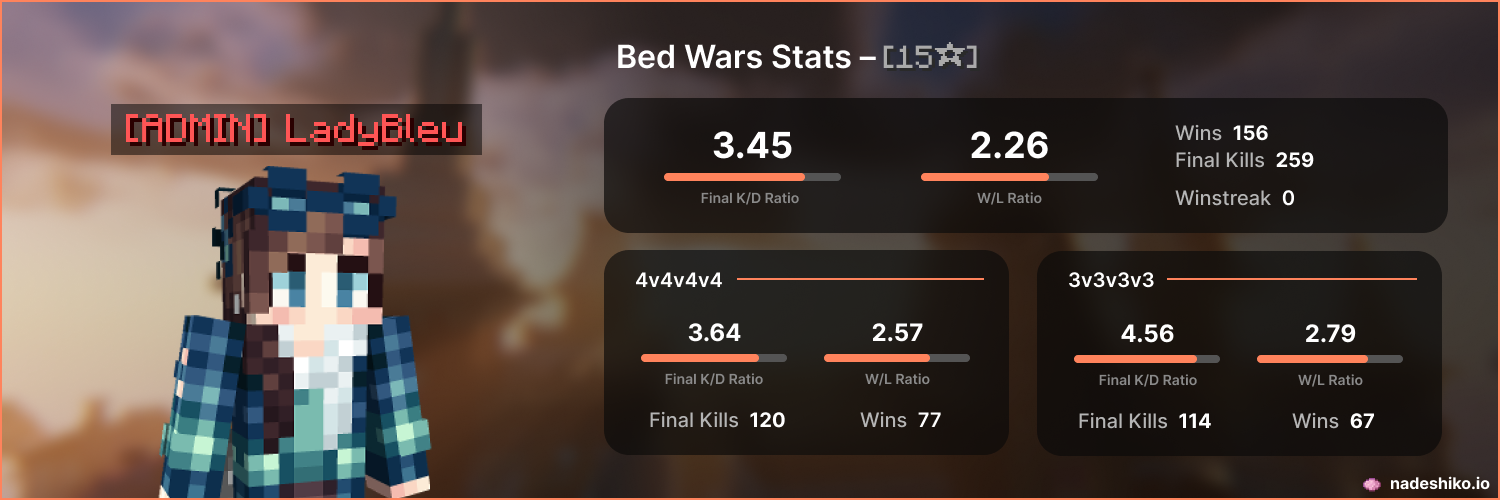 Bed Wars Stats – [15☆]
[ADMIN] LadyBleu
3.45
Final K/D Ratio
2.26
W/L Ratio
Wins 156
Final Kills 259
Winstreak 0
4v4v4v4
3.64
Final K/D Ratio
2.57
W/L Ratio
Final Kills 120
Wins 77
3v3v3v3
4.56
Final K/D Ratio
2.79
W/L Ratio
Final Kills 114
Wins 67
nadeshiko.io